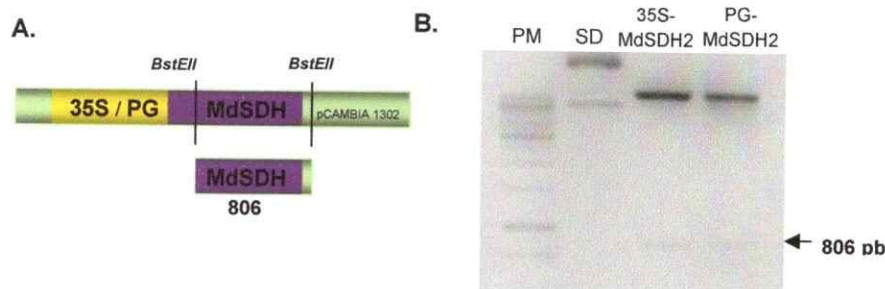 A.
BstEII
BstEII
35S / PG
MdSDH
pCAMBIA 1302
MdSDH
806
B.
PM
SD
35S-
MdSDH2
PG-
MdSDH2
806 pb